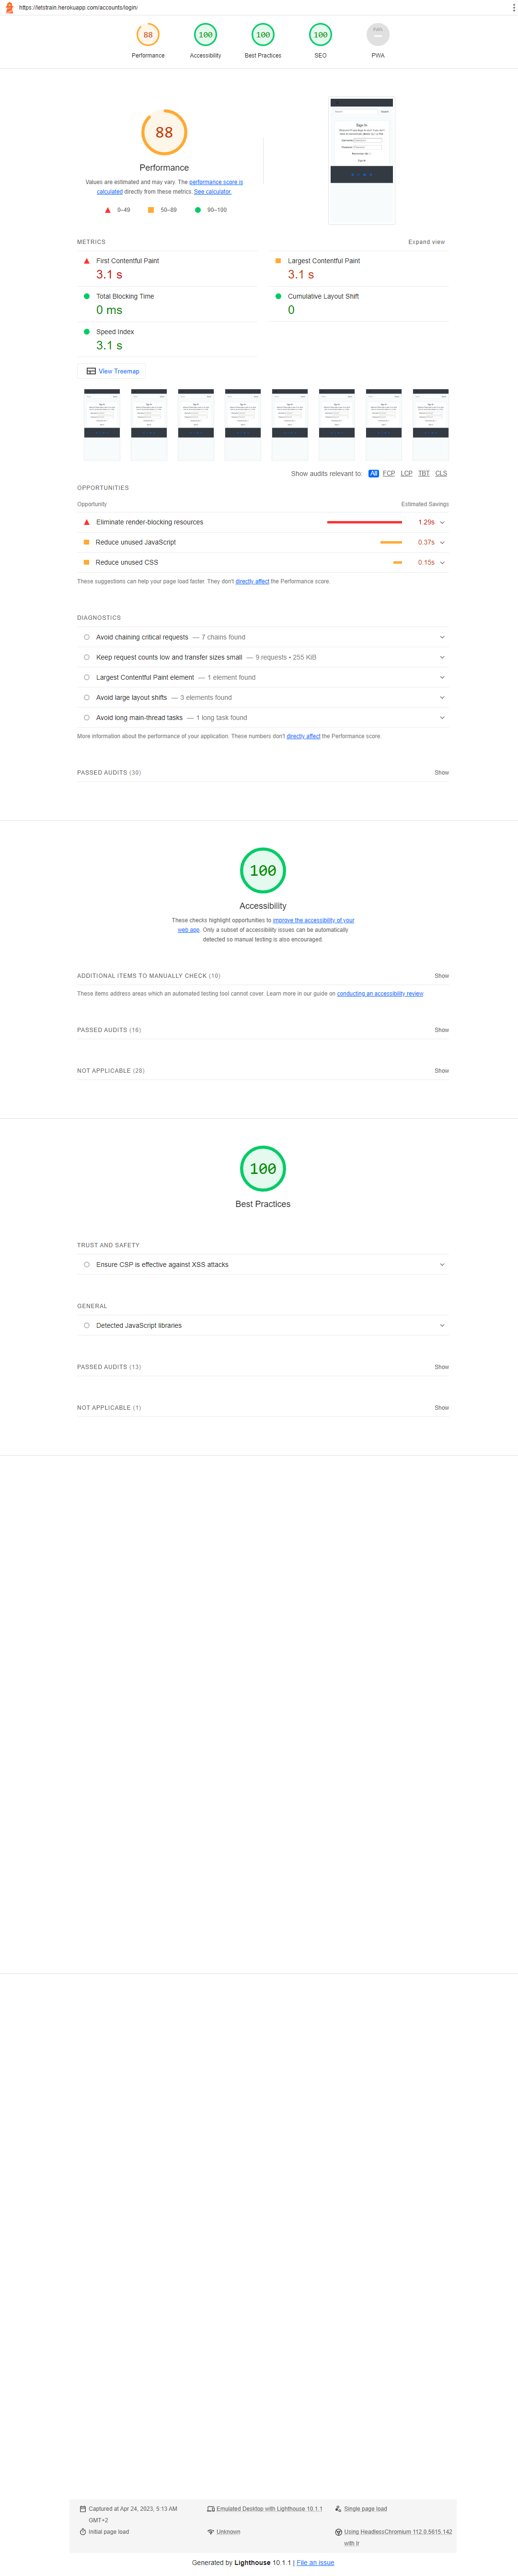 https://letstrain.herokuapp.com/accounts/login/
88
100
100
100
PWA
Performance
Accessibility
Best Practices
SEO
PWA
88
Performance
Values are estimated and may vary. The performance score is
calculated directly from these metrics. See calculator.
0–49
50–89
90–100
Sign In
METRICS
Expand view
First Contentful Paint
3.1 s
Largest Contentful Paint
3.1 s
Total Blocking Time
0 ms
Cumulative Layout Shift
0
Speed Index
3.1 s
View Treemap
Show audits relevant to: All FCP LCP TBT CLS
OPPORTUNITIES
Opportunity
Estimated Savings
Eliminate render-blocking resources
1.29s
Reduce unused JavaScript
0.37s
Reduce unused CSS
0.15s
These suggestions can help your page load faster. They don't directly affect the Performance score.
DIAGNOSTICS
Avoid chaining critical requests — 7 chains found
Keep request counts low and transfer sizes small — 9 requests • 255 KiB
Largest Contentful Paint element — 1 element found
Avoid large layout shifts — 3 elements found
Avoid long main-thread tasks — 1 long task found
More information about the performance of your application. These numbers don't directly affect the Performance score.
PASSED AUDITS (30)
Show
100
Accessibility
These checks highlight opportunities to improve the accessibility of your
web app. Only a subset of accessibility issues can be automatically
detected so manual testing is also encouraged.
ADDITIONAL ITEMS TO MANUALLY CHECK (10)
Show
These items address areas which an automated testing tool cannot cover. Learn more in our guide on conducting an accessibility review.
PASSED AUDITS (16)
Show
NOT APPLICABLE (28)
Show
100
Best Practices
TRUST AND SAFETY
Ensure CSP is effective against XSS attacks
GENERAL
Detected JavaScript libraries
PASSED AUDITS (13)
Show
NOT APPLICABLE (1)
Show
Captured at Apr 24, 2023, 5:13 AM
GMT+2
Emulated Desktop with Lighthouse 10.1.1
Single page load
Initial page load
Unknown
Using HeadlessChromium 112.0.5615.142
with lr
Generated by Lighthouse 10.1.1 | File an issue